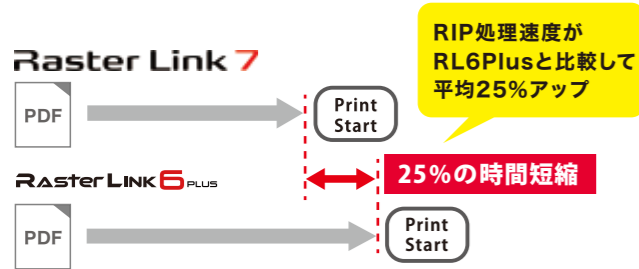 RIP処理速度が
RL6Plusと比較して
平均25%アップ
Raster Link 7
PDF
Print
Start
25%の時間短縮
RASTER LINK 6 PLUS
PDF
Print
Start